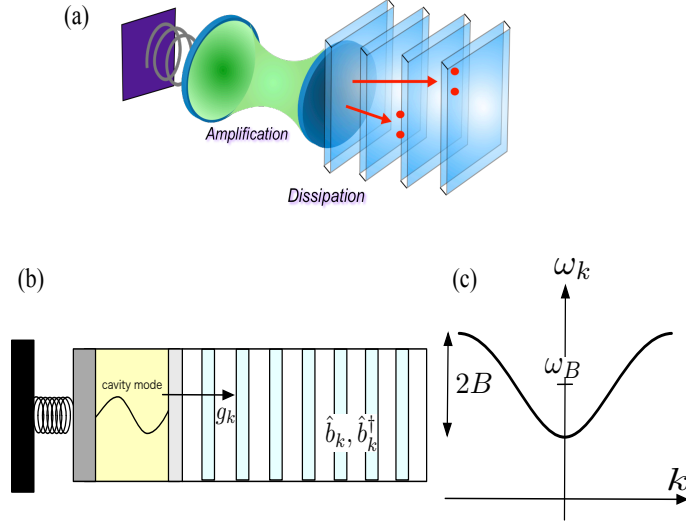 (a)
Amplification
Dissipation
(b)
cavity mode
g_k
b̂_k, b̂_k^†
(c)
ω_k
ω_B
2B
k